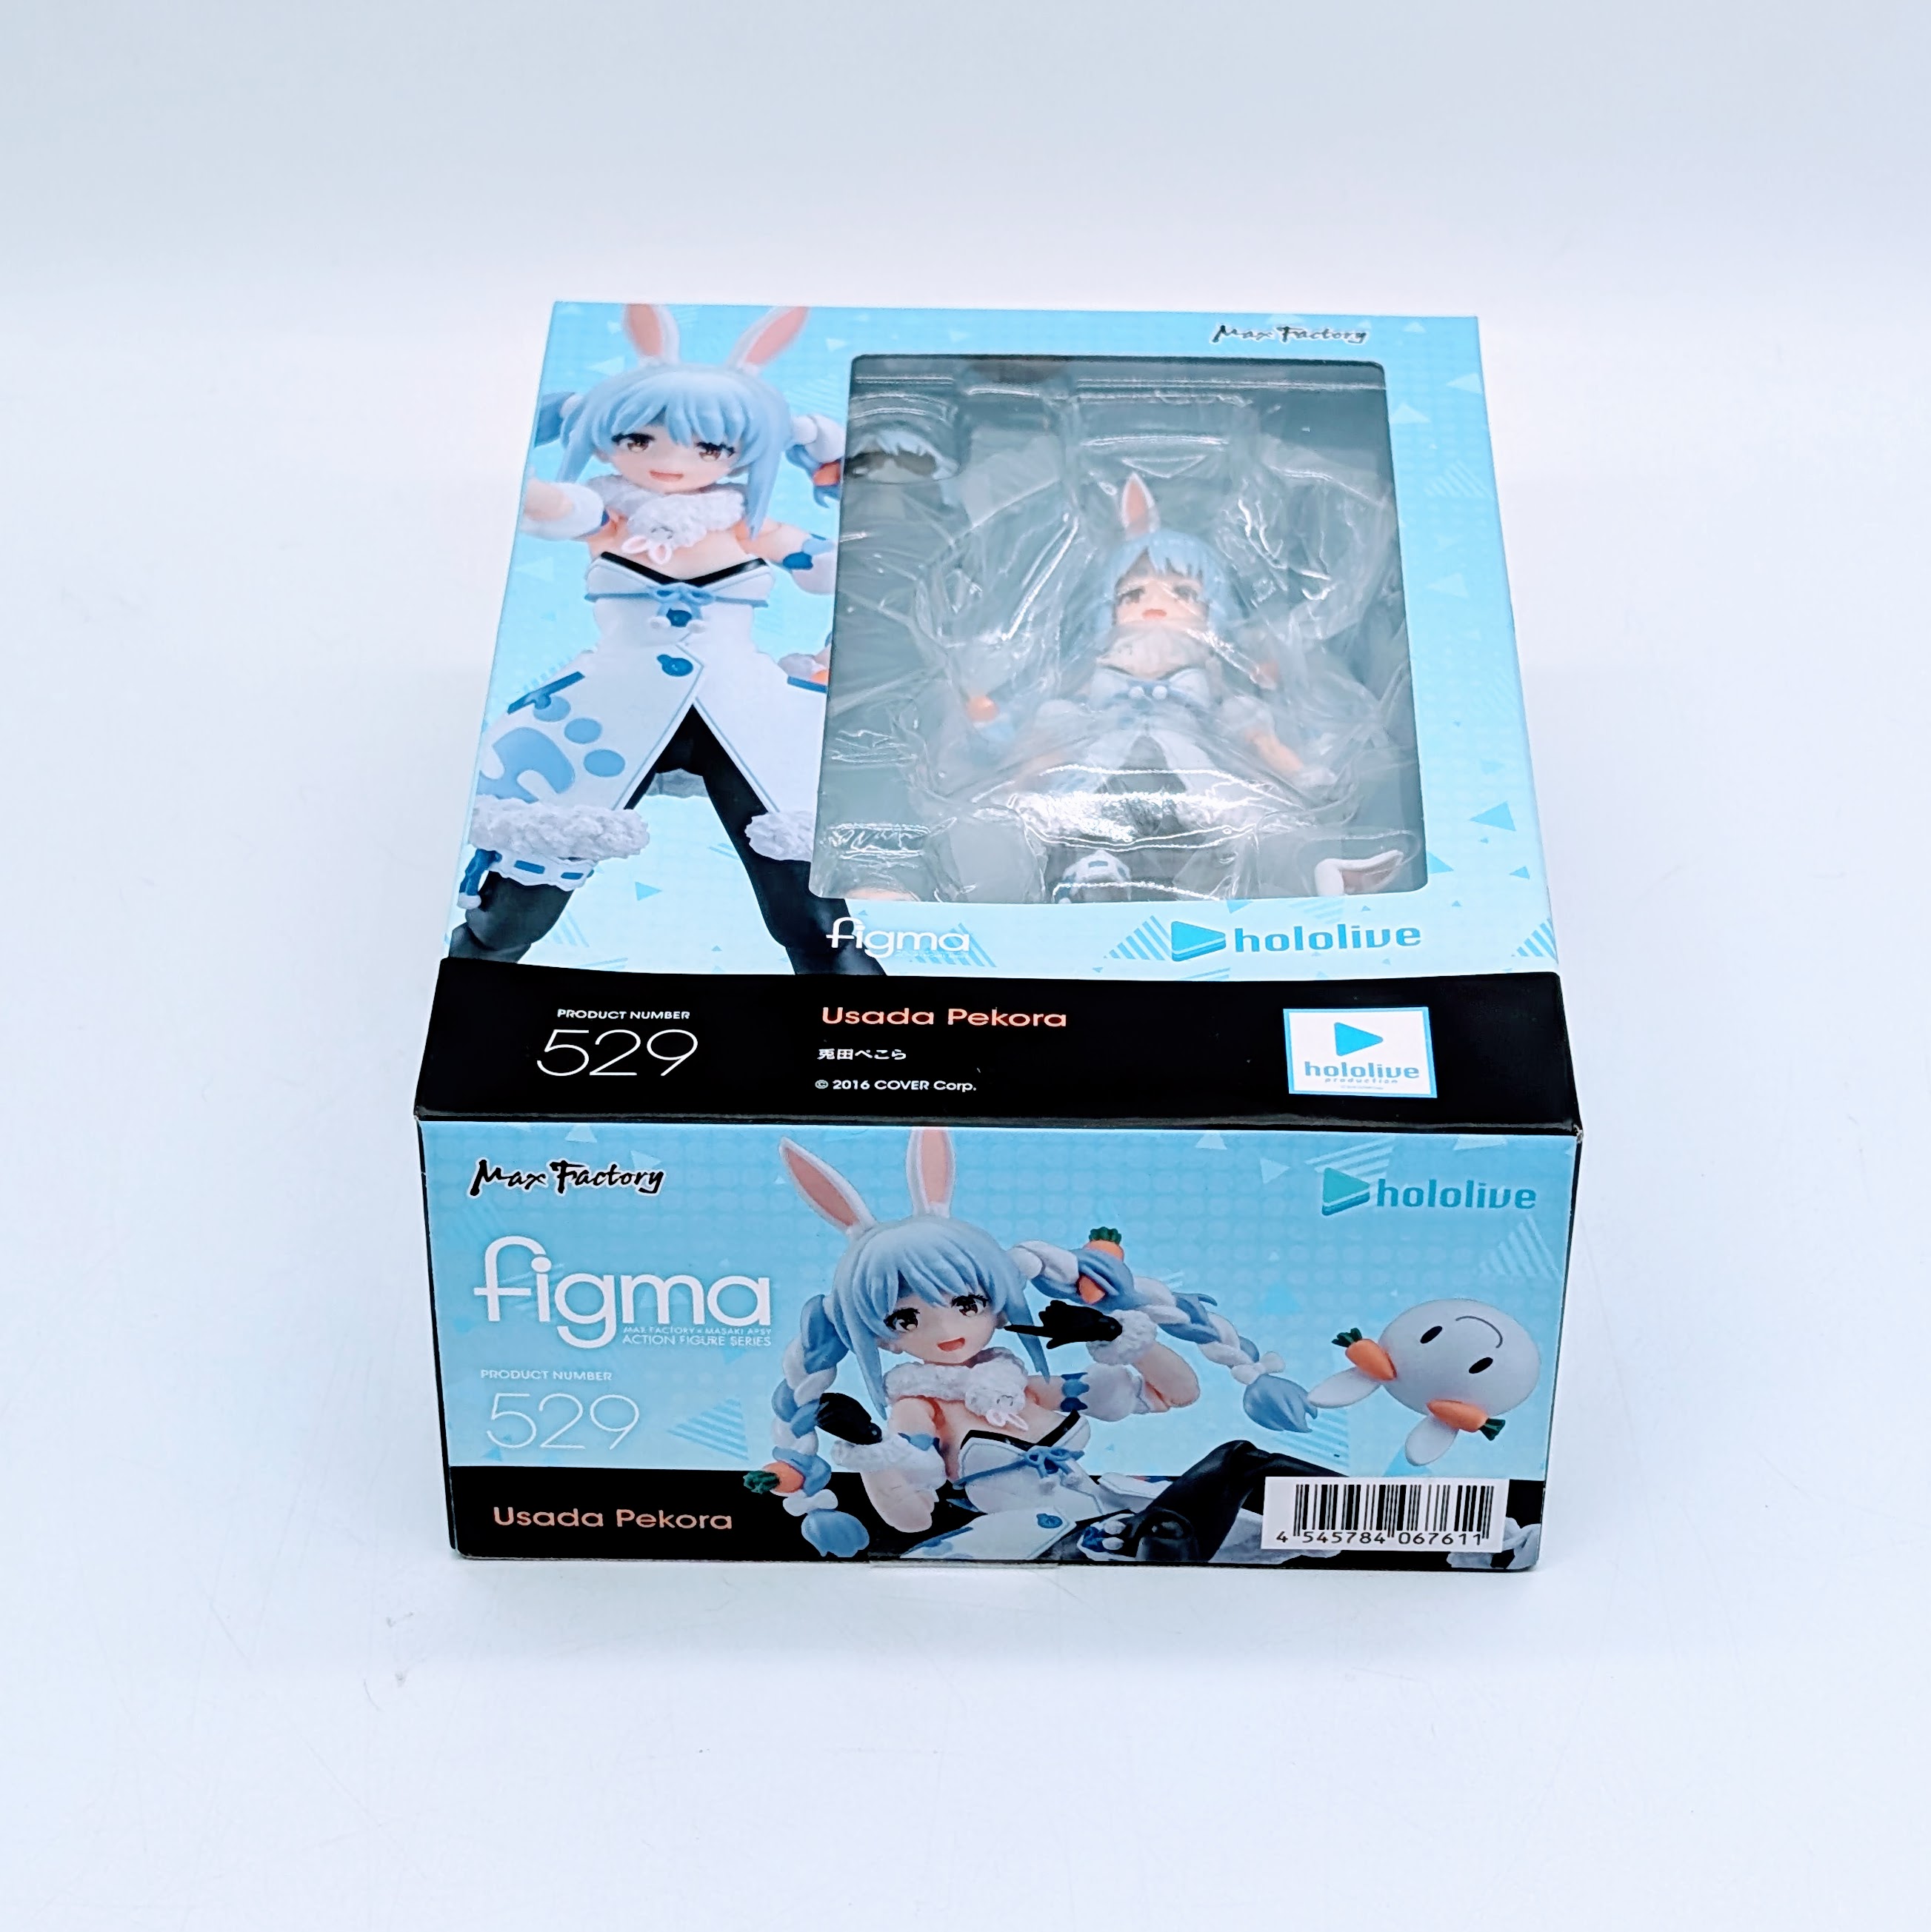 Max Factory
figma
hololive
PRODUCT NUMBER
529
Usada Pekora
兎田ぺこら
© 2016 COVER Corp.
hololive
production
Max Factory
hololive
figma
MAX FACTORY × MASAKI APSY
ACTION FIGURE SERIES
PRODUCT NUMBER
529
Usada Pekora
4 545784 067611